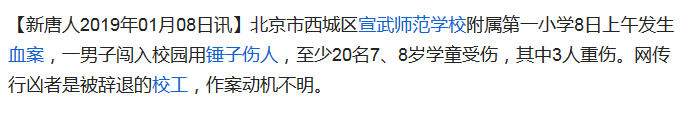 【新唐人2019年01月08日讯】北京市西城区宣武师范学校附属第一小学8日上午发生
血案，一男子闯入校园用锤子伤人，至少20名7、8岁学童受伤，其中3人重伤。网传
行凶者是被辞退的校工，作案动机不明。